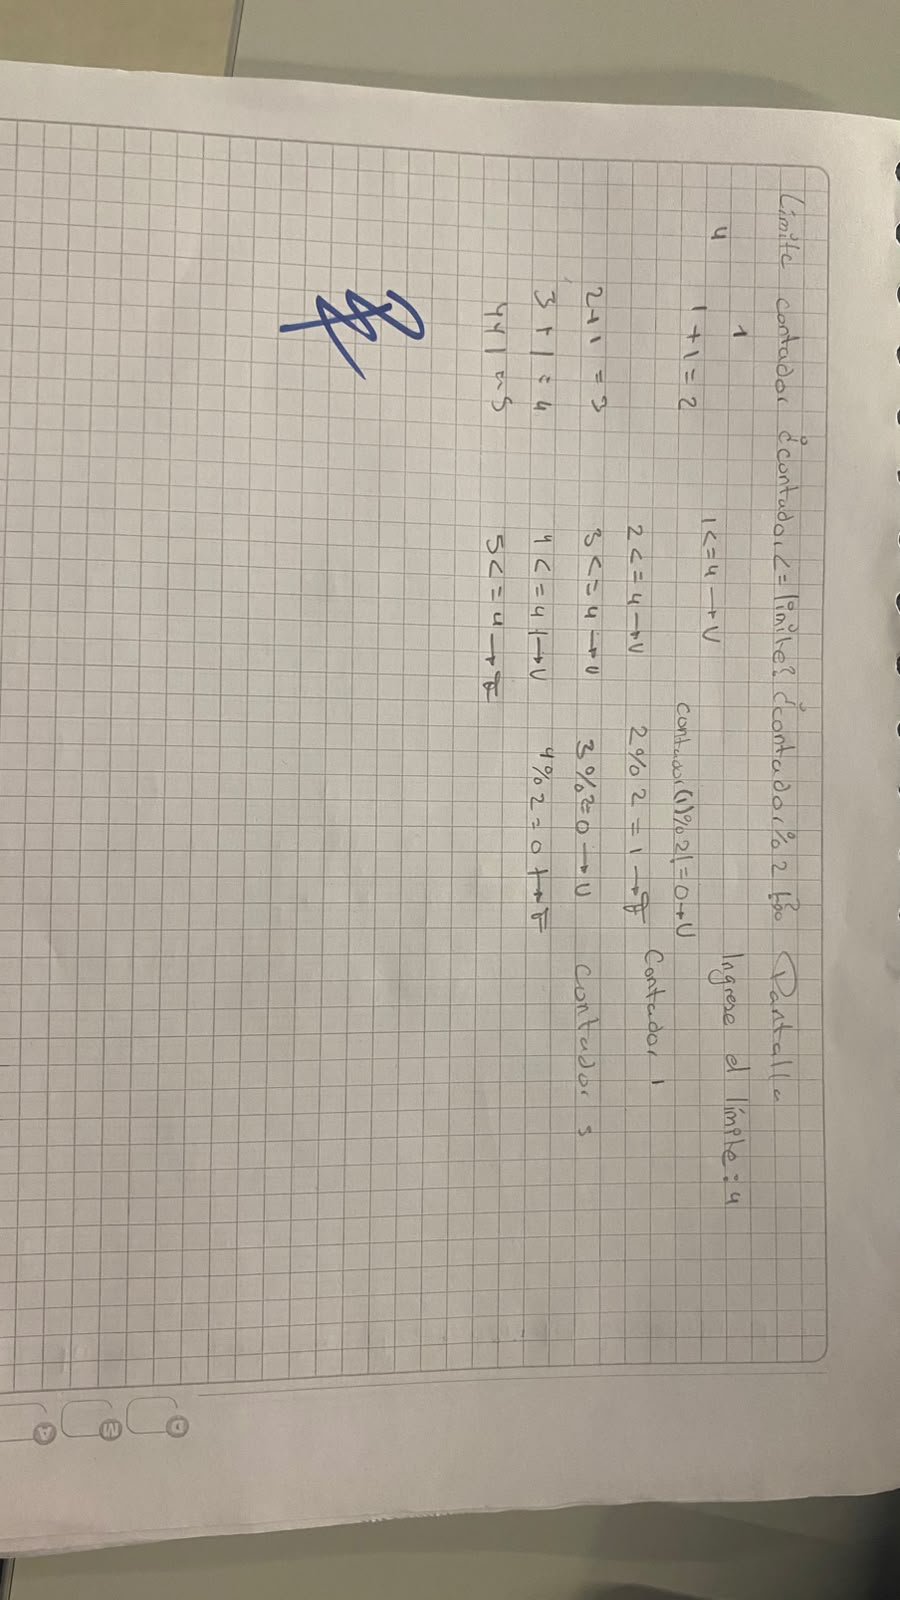 Límite contador ¿contador<=límite? ¿contador%2 != 0? Pantalla
4 1 1<=4→V Ingrese el límite: 4
1+1=2 contador(1)%2!=0→V
2<=4→V 2%2=1→F Contador 1
2+1=3 3<=4→V 3%2=0→V Contador s
3+1=4 4<=4→V 4%2=0→F
4+1=5 5<=4→F